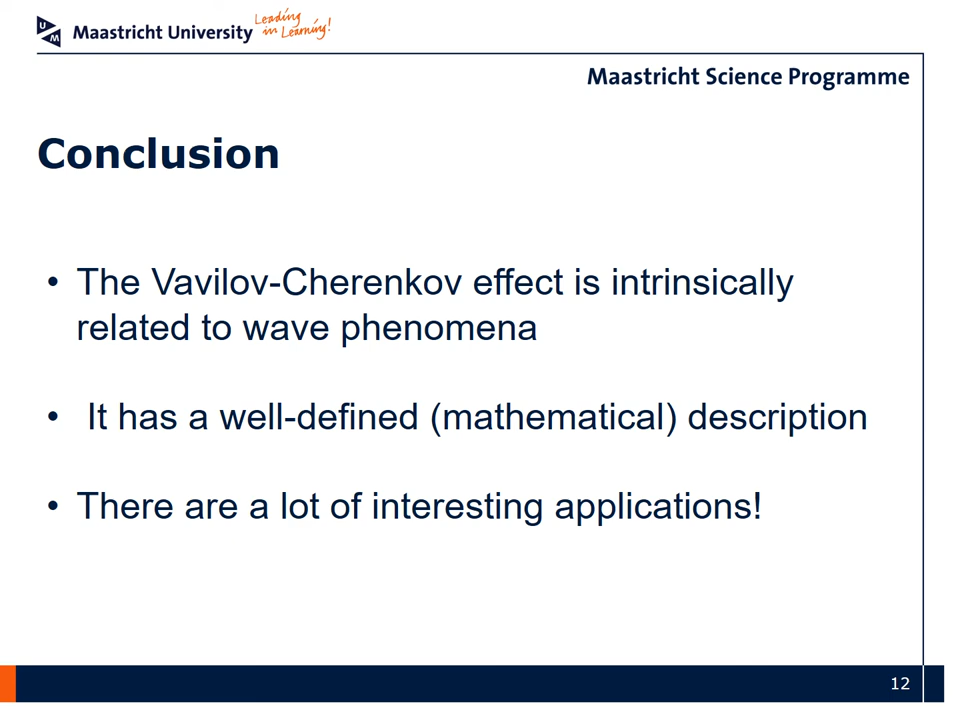 U
M
Maastricht University
Leading
in Learning!
Maastricht Science Programme
Conclusion
• The Vavilov-Cherenkov effect is intrinsically
related to wave phenomena
• It has a well-defined (mathematical) description
• There are a lot of interesting applications!
12